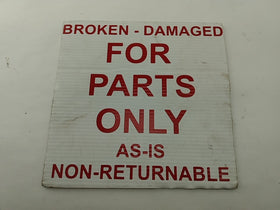 BROKEN - DAMAGED
FOR
PARTS
ONLY
AS-IS
NON-RETURNABLE